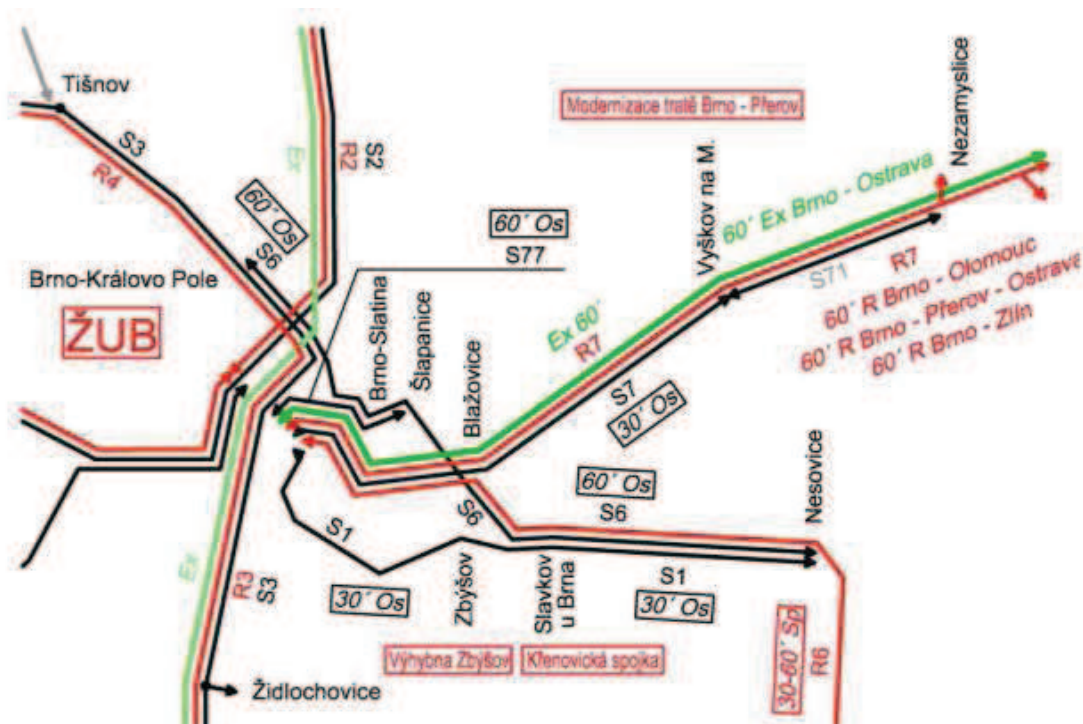 Tišnov
S3
R4
Ex
R2
S2
60´ Os
S6
Brno-Královo Pole
ŽUB
Modernizace tratě Brno - Přerov
60´ Os
S77
Brno-Slatina
Šlapanice
Blažovice
Vyškov na M.
Nezamyslice
60´ Ex Brno - Ostrava
S71
R7
60´ R Brno - Olomouc
60´ R Brno - Přerov - Ostrava
60´ R Brno - Zlín
Ex 60´
R7
S7
30´ Os
60´ Os
S6
S6
Nesovice
S1
30´ Os
Zbýšov
Slavkov
u Brna
S1
30´ Os
Ex
R3
S3
Výhybna Zbýšov
Křenovická spojka
30-60´ Sp
R6
Židlochovice